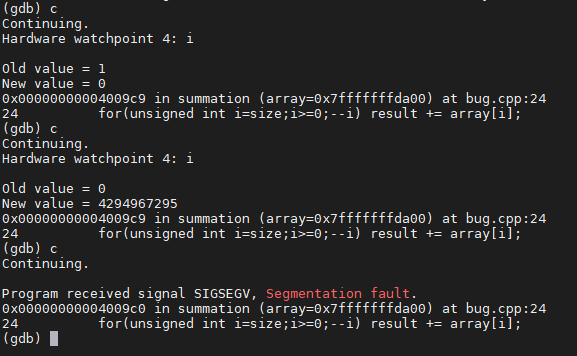 (gdb) c
Continuing.
Hardware watchpoint 4: i
Old value = 1
New value = 0
0x00000000004009c9 in summation (array=0x7fffffffda00) at bug.cpp:24
24 for(unsigned int i=size;i>=0;--i) result += array[i];
(gdb) c
Continuing.
Hardware watchpoint 4: i
Old value = 0
New value = 4294967295
0x00000000004009c9 in summation (array=0x7fffffffda00) at bug.cpp:24
24 for(unsigned int i=size;i>=0;--i) result += array[i];
(gdb) c
Continuing.
Program received signal SIGSEGV, Segmentation fault.
0x00000000004009c0 in summation (array=0x7fffffffda00) at bug.cpp:24
24 for(unsigned int i=size;i>=0;--i) result += array[i];
(gdb)